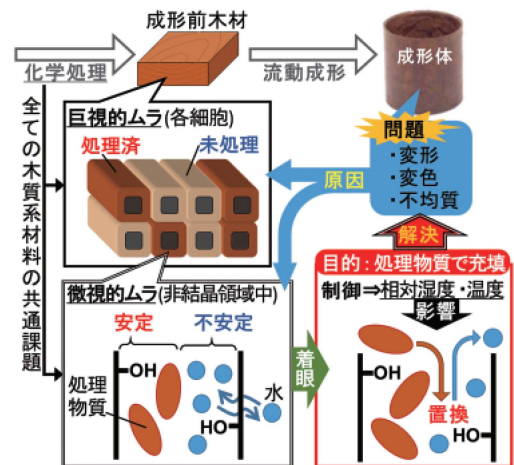 成形前木材
化学処理
流動成形
成形体
全ての木質系材料の共通課題
巨視的ムラ(各細胞)
処理済
未処理
原因
問題
・変形
・変色
・不均質
解決
微視的ムラ(非結晶領域中)
安定
不安定
OH
処理
物質
水
HO
着眼
目的:処理物質で充填
制御⇒相対湿度・温度
影響
OH
置換
HO